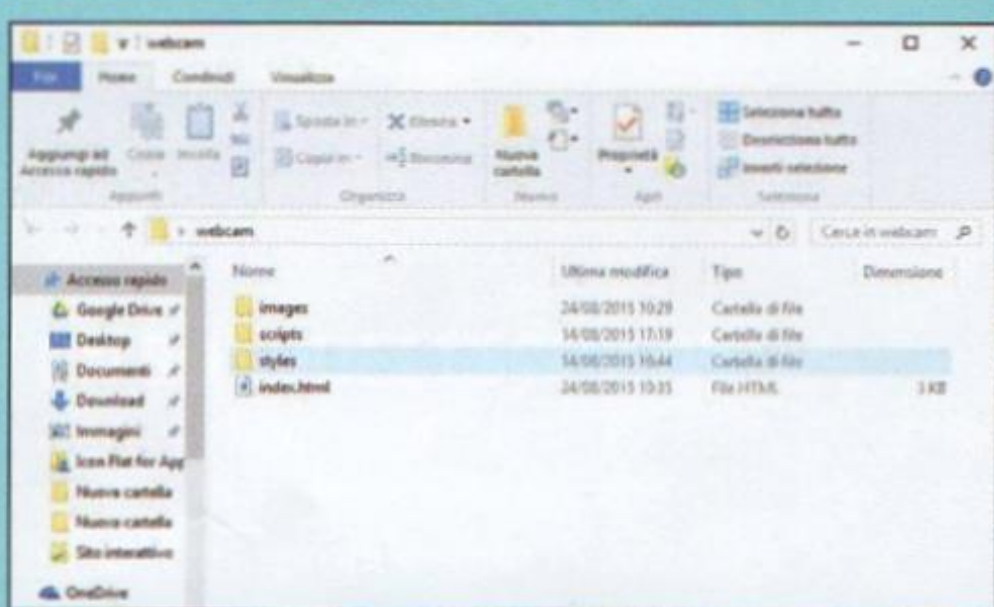 webcam
File Home Condividi Visualizza
Aggiungi ad
Accesso rapido
Copia
Incolla
Sposta in
Copia in
Elimina
Rinomina
Nuova
cartella
Proprietà
Seleziona tutto
Deseleziona tutto
Inverti selezione
Appunti Organizza Nuovo Apri Seleziona
webcam
Cerca in webcam
Nome Ultima modifica Tipo Dimensione
images 24/08/2015 10:29 Cartella di file
scripts 14/08/2015 17:19 Cartella di file
styles 14/08/2015 16:44 Cartella di file
index.html 24/08/2015 10:35 File HTML 3 KB
Accesso rapido
Google Drive
Desktop
Documenti
Download
Immagini
Icon Flat for App
Nuova cartella
Nuova cartella
Sito interattivo
OneDrive